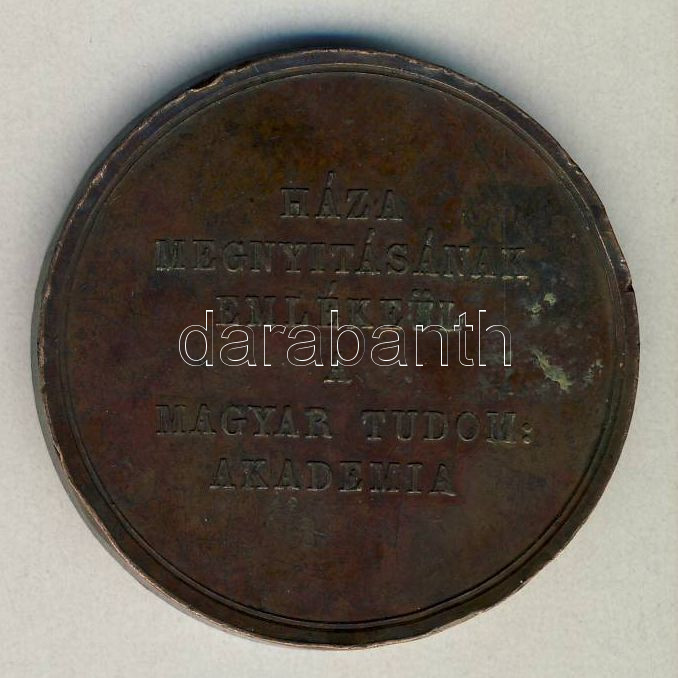 HÁZA
MEGNYITÁSÁNAK
EMLÉKEÜL
darabanth
A
MAGYAR TUDOM:
AKADEMIA